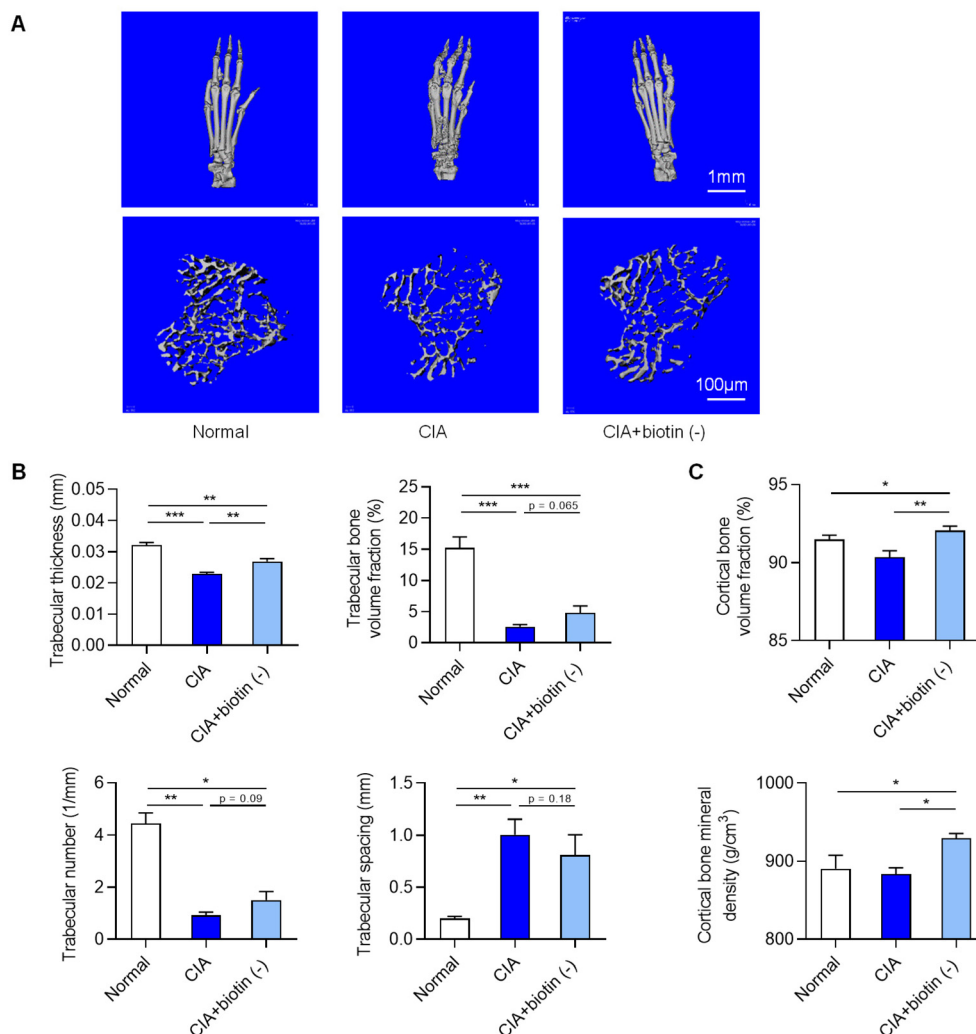 A
1mm
100µm
Normal
CIA
CIA+biotin (-)
B
Trabecular thickness (mm)
0.05
0.04
0.03
0.02
0.01
0.00
**
***
**
Normal
CIA
CIA+biotin (-)
Trabecular bone
volume fraction (%)
25
20
15
10
5
0
***
***
p = 0.065
Normal
CIA
CIA+biotin (-)
C
Cortical bone
volume fraction (%)
95
90
85
*
**
Normal
CIA
CIA+biotin (-)
Trabecular number (1/mm)
6
4
2
0
*
**
p = 0.09
Normal
CIA
CIA+biotin (-)
Trabecular spacing (mm)
1.5
1.0
0.5
0.0
*
**
p = 0.18
Normal
CIA
CIA+biotin (-)
Cortical bone mineral
density (g/cm³)
1000
900
800
*
*
Normal
CIA
CIA+biotin (-)